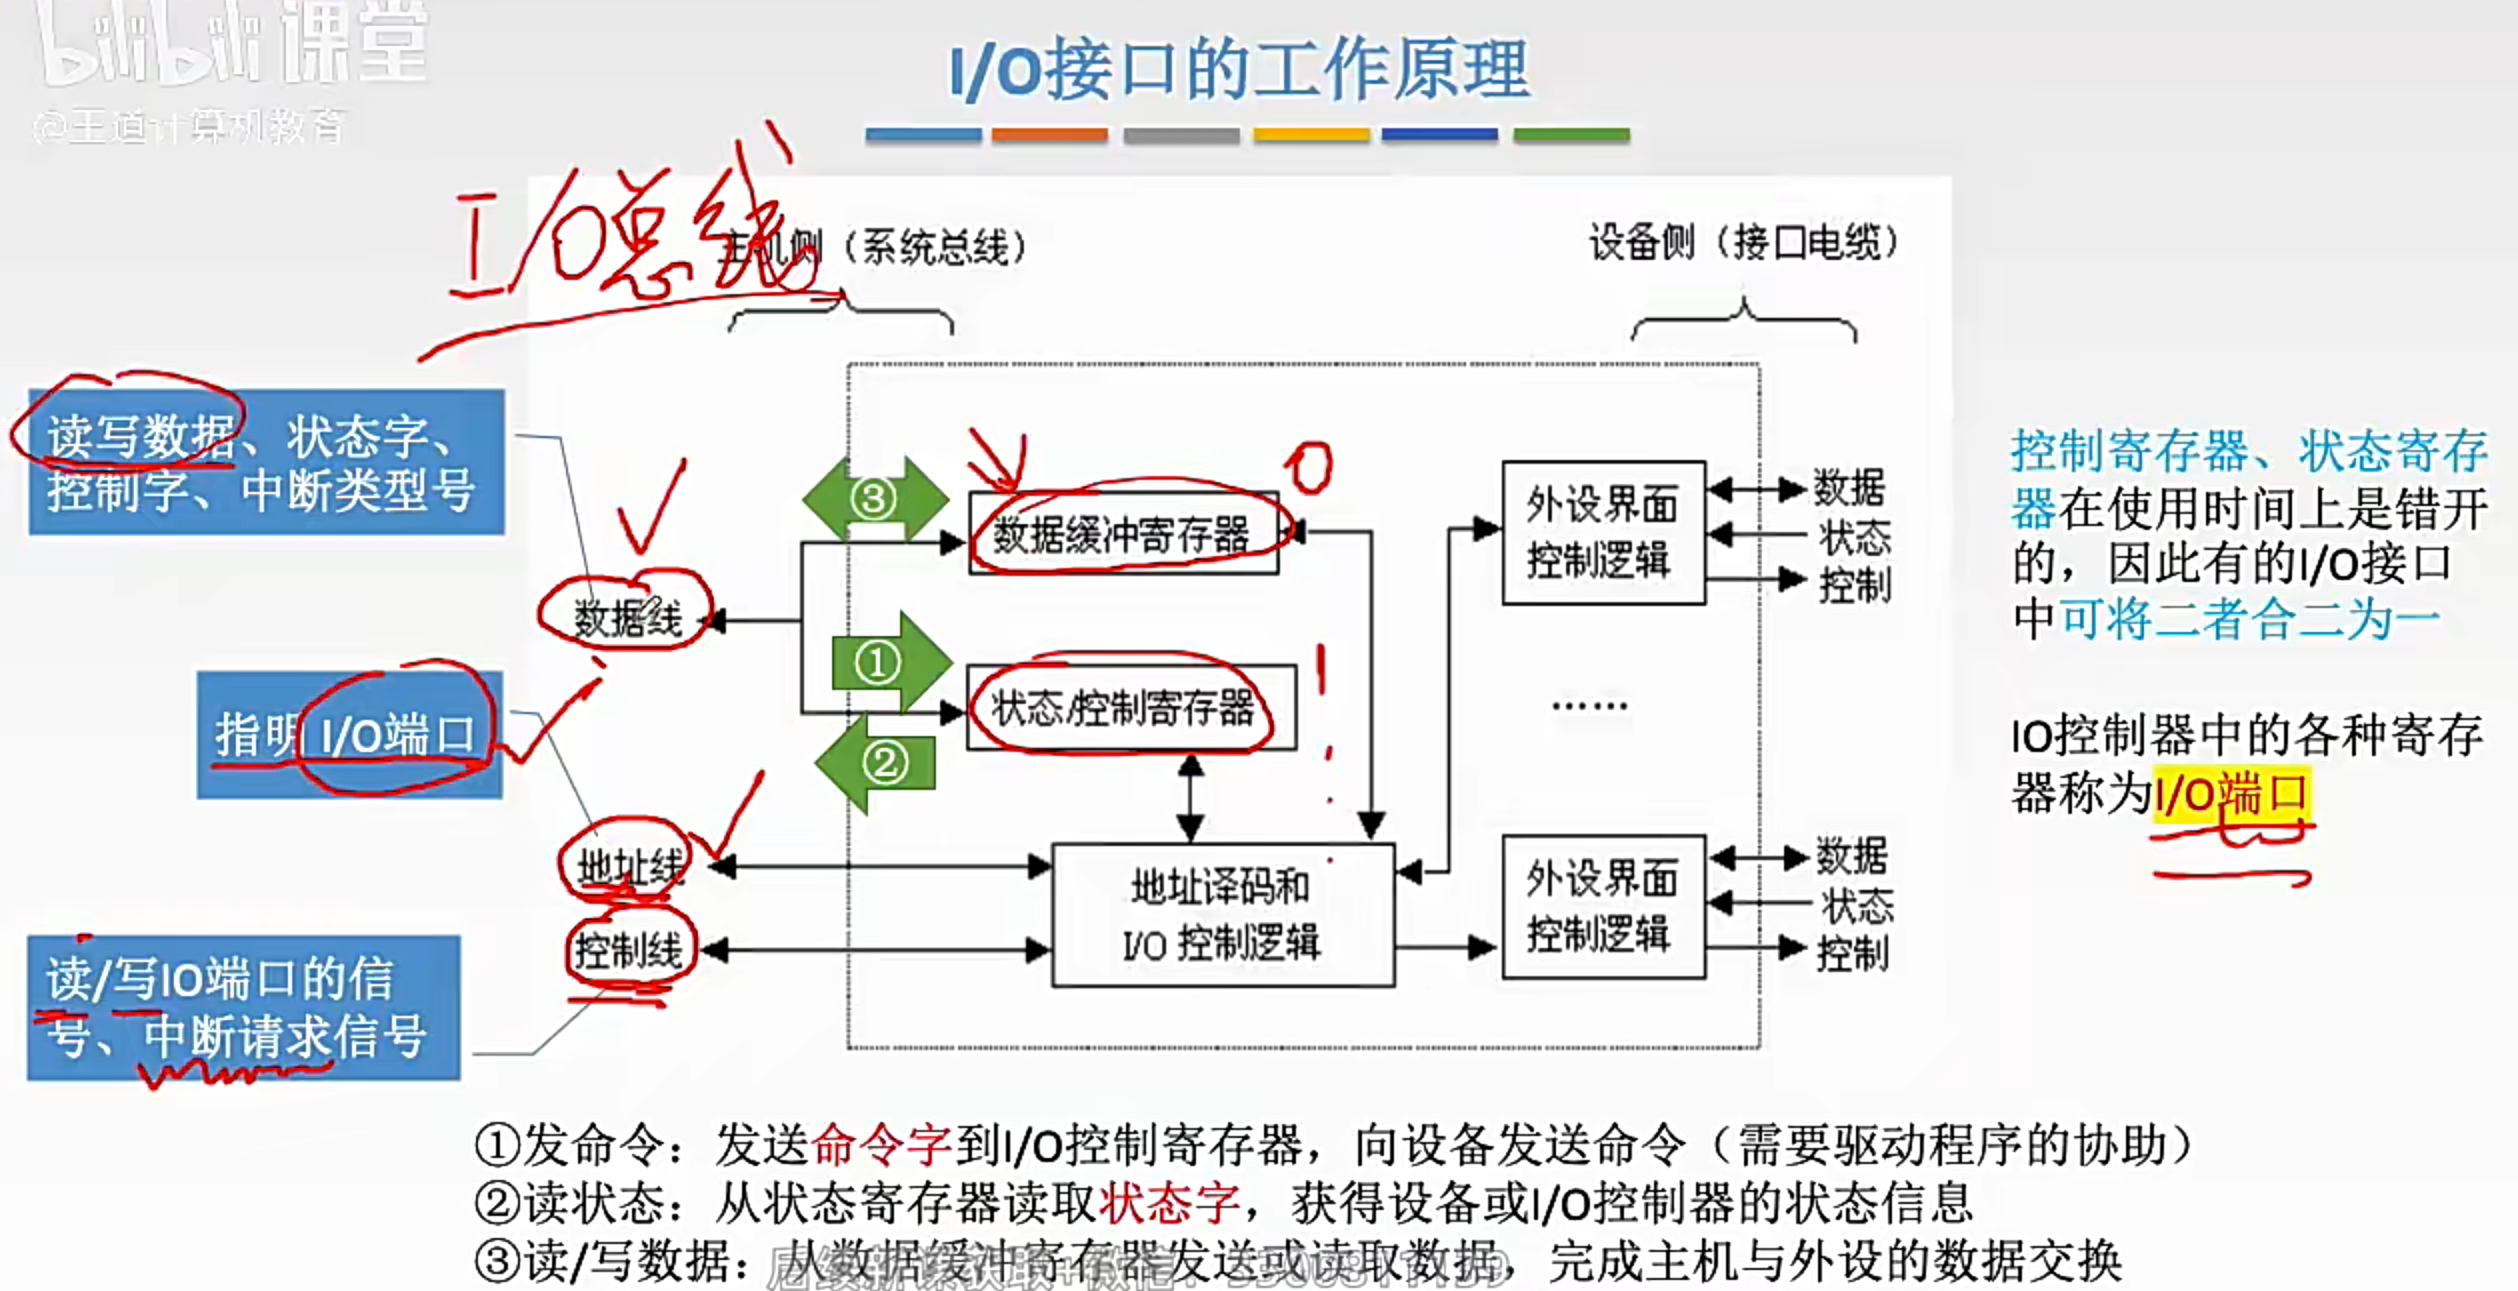 bilibili课堂
@王道计算机教育
I/O接口的工作原理
I/O总线
主机侧（系统总线）
设备侧（接口电缆）
读写数据、状态字、
控制字、中断类型号
③
数据缓冲寄存器
0
外设界面
控制逻辑
数据
状态
控制
数据线
①
状态/控制寄存器
1
②
……
指明 I/O端口
地址线
控制线
地址译码和
I/O 控制逻辑
外设界面
控制逻辑
数据
状态
控制
读/写IO端口的信
号、中断请求信号
控制寄存器、状态寄存
器在使用时间上是错开
的，因此有的I/O接口
中可将二者合二为一
IO控制器中的各种寄存
器称为I/O端口
①发命令：发送命令字到I/O控制寄存器，向设备发送命令（需要驱动程序的协助）
②读状态：从状态寄存器读取状态字，获得设备或I/O控制器的状态信息
③读/写数据：从数据缓冲寄存器发送或读取数据，完成主机与外设的数据交换